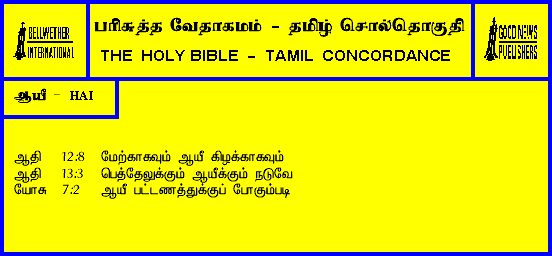 BELLWETHER
INTERNATIONAL
பரிசுத்த வேதாகமம் - தமிழ் சொல்தொகுதி
THE HOLY BIBLE - TAMIL CONCORDANCE
GOOD NEWS
PUBLISHERS
ஆயீ - HAI
ஆதி 12:8 மேற்காகவும் ஆயீ கிழக்காகவும்
ஆதி 13:3 பெத்தேலுக்கும் ஆயீக்கும் நடுவே
யோசு 7:2 ஆயீ பட்டணத்துக்குப் போகும்படி